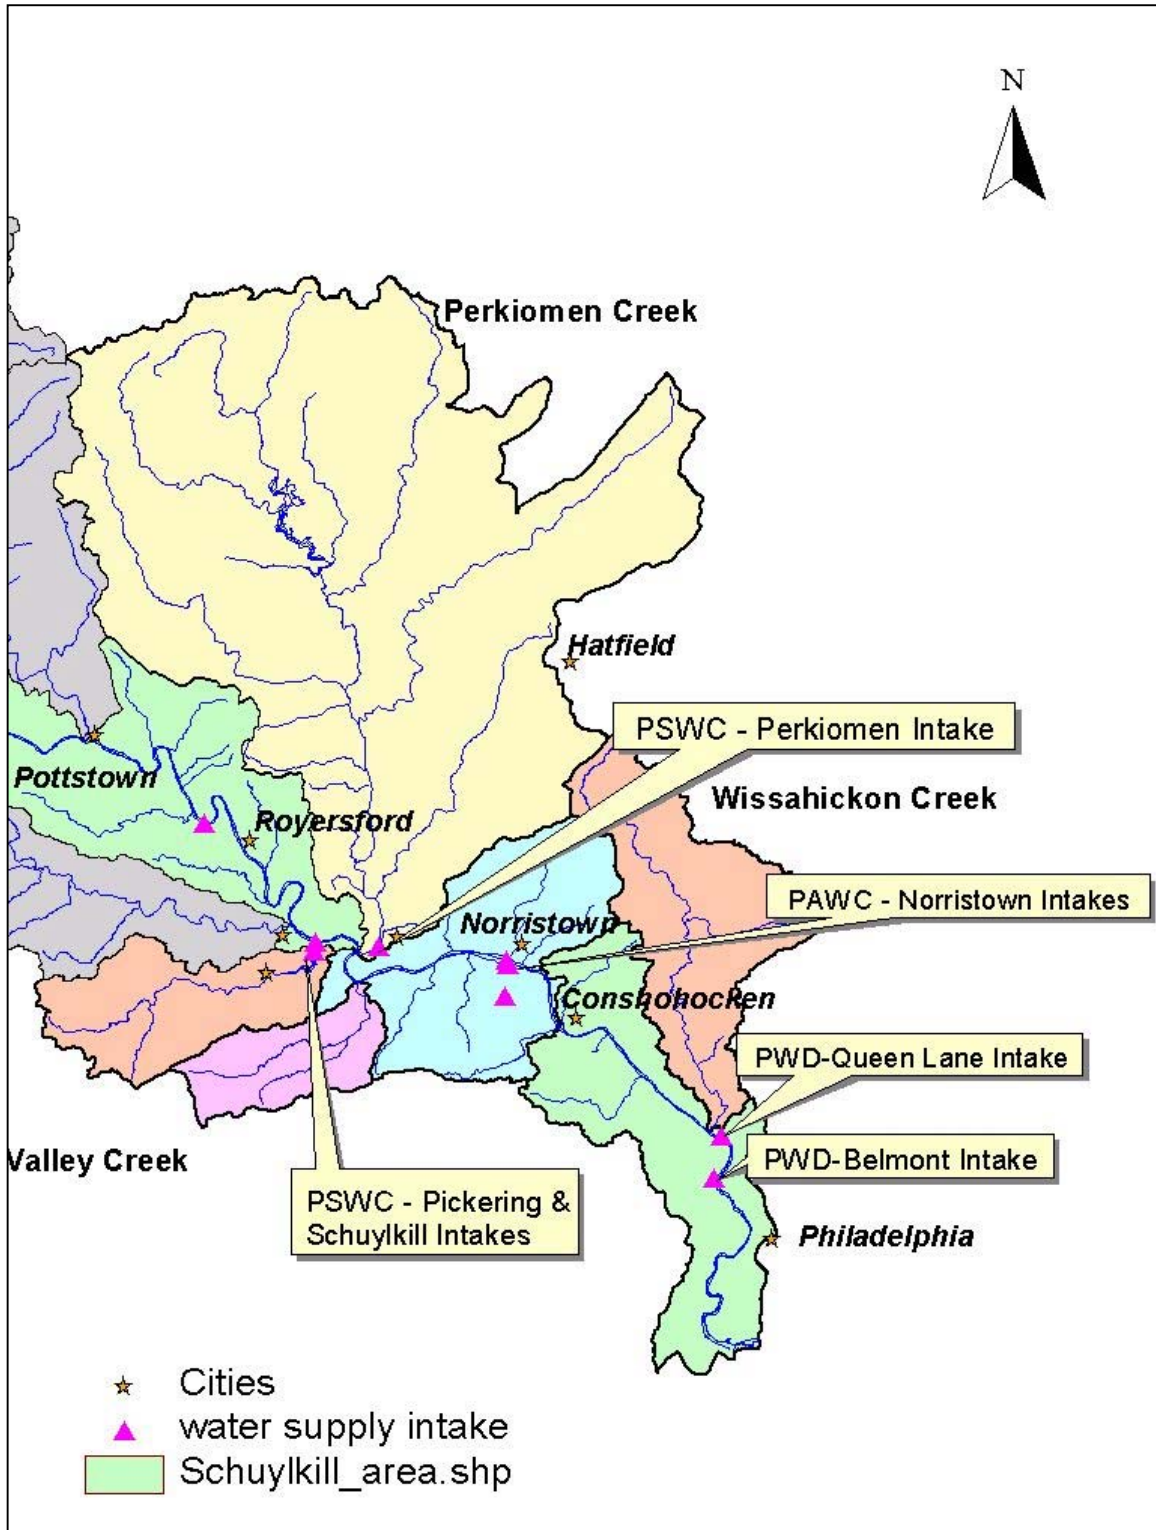 N
Perkiomen Creek
Hatfield
PSWC - Perkiomen Intake
Pottstown
Wissahickon Creek
Royersford
PAWC - Norristown Intakes
Norristown
Conshohocken
PWD-Queen Lane Intake
Valley Creek
PWD-Belmont Intake
PSWC - Pickering &
Schuylkill Intakes
Philadelphia
Cities
water supply intake
Schuylkill_area.shp